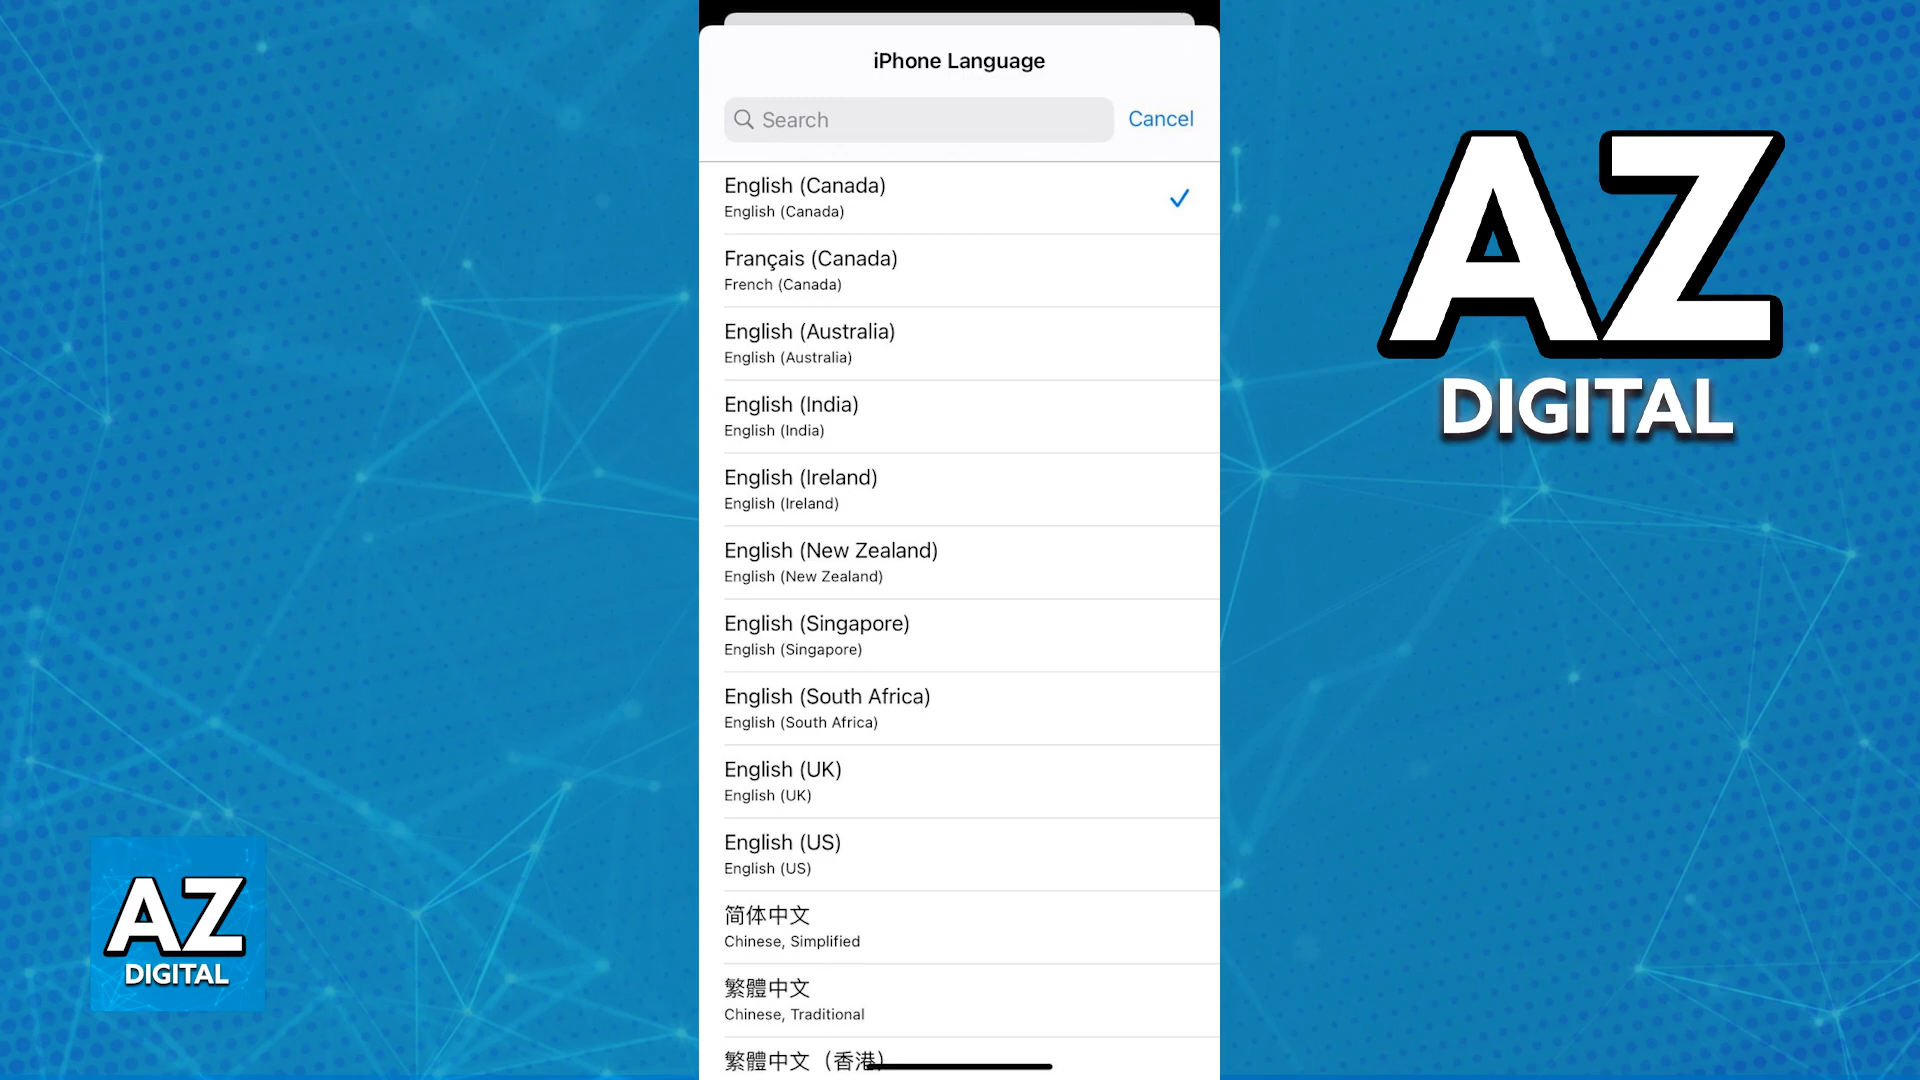 iPhone Language
Search
Cancel
English (Canada)
English (Canada)
Français (Canada)
French (Canada)
English (Australia)
English (Australia)
English (India)
English (India)
English (Ireland)
English (Ireland)
English (New Zealand)
English (New Zealand)
English (Singapore)
English (Singapore)
English (South Africa)
English (South Africa)
English (UK)
English (UK)
English (US)
English (US)
简体中文
Chinese, Simplified
繁體中文
Chinese, Traditional
繁體中文（香港）
AZ
DIGITAL
AZ
DIGITAL